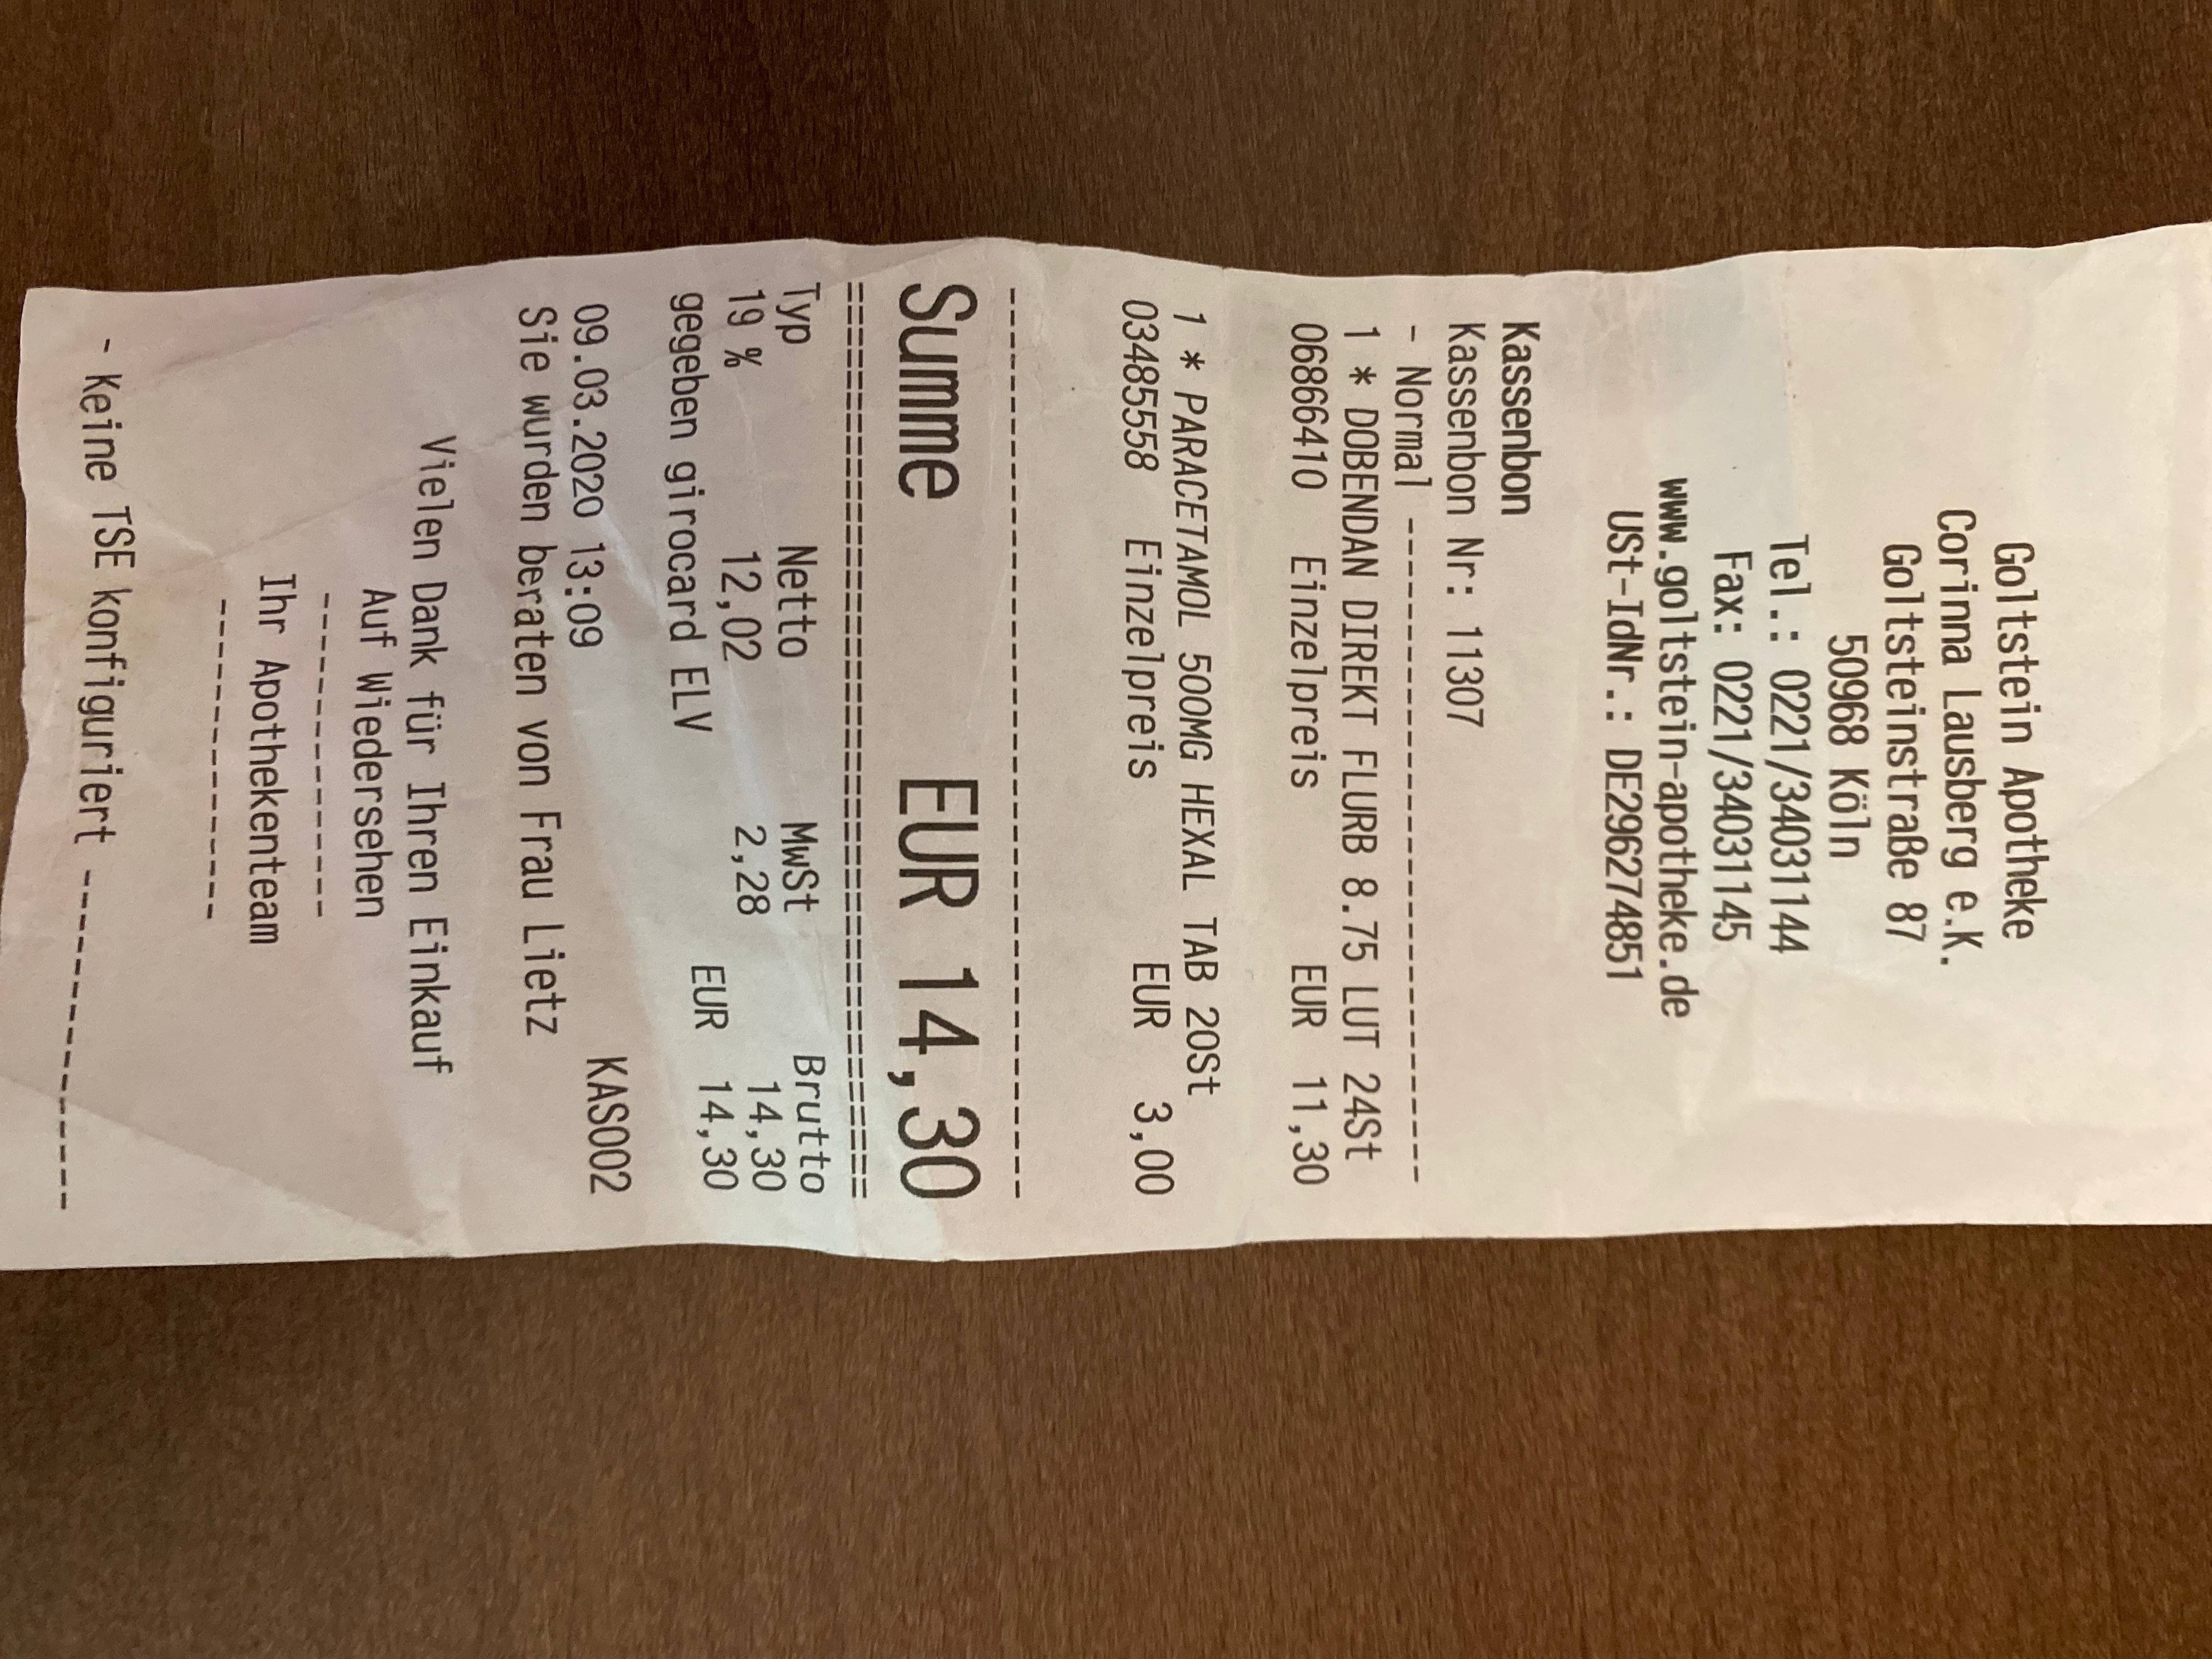 Goltstein Apotheke
Corinna Lausberg e.K.
Goltsteinstraße 87
50968 Köln
Tel.: 0221/34031144
Fax: 0221/34031145
www.goltstein-apotheke.de
USt-IdNr.: DE296274851
Kassenbon
Kassenbon Nr: 11307
- Normal --------------------------------
1 * DOBENDAN DIREKT FLURB 8.75 LUT 24St
06866410 Einzelpreis EUR 11,30
1 * PARACETAMOL 500MG HEXAL TAB 20St
03485558 Einzelpreis EUR 3,00
------------------------------------------
Summe EUR 14,30
==========================================
Typ Netto MwSt Brutto
19 % 12,02 2,28 14,30
gegeben girocard ELV EUR 14,30
09.03.2020 13:09 KAS002
Sie wurden beraten von Frau Lietz
Vielen Dank für Ihren Einkauf
Auf Wiedersehen
---------------
Ihr Apothekenteam
---------------
- Keine TSE konfiguriert ----------------